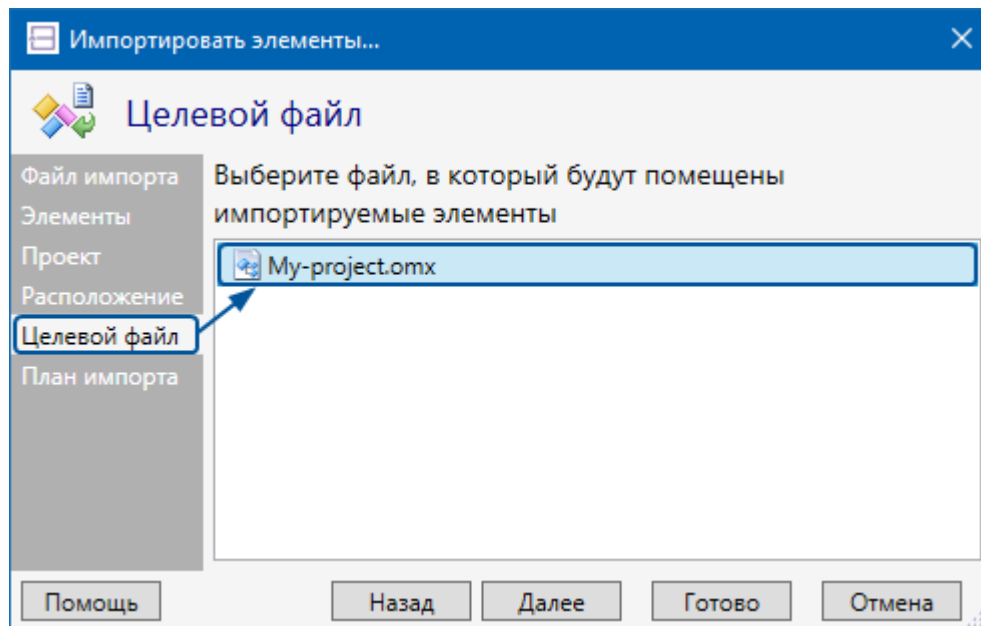 Импортировать элементы...
Целевой файл
Файл импорта
Элементы
Проект
Расположение
Целевой файл
План импорта
Выберите файл, в который будут помещены
импортируемые элементы
My-project.omx
Помощь
Назад
Далее
Готово
Отмена